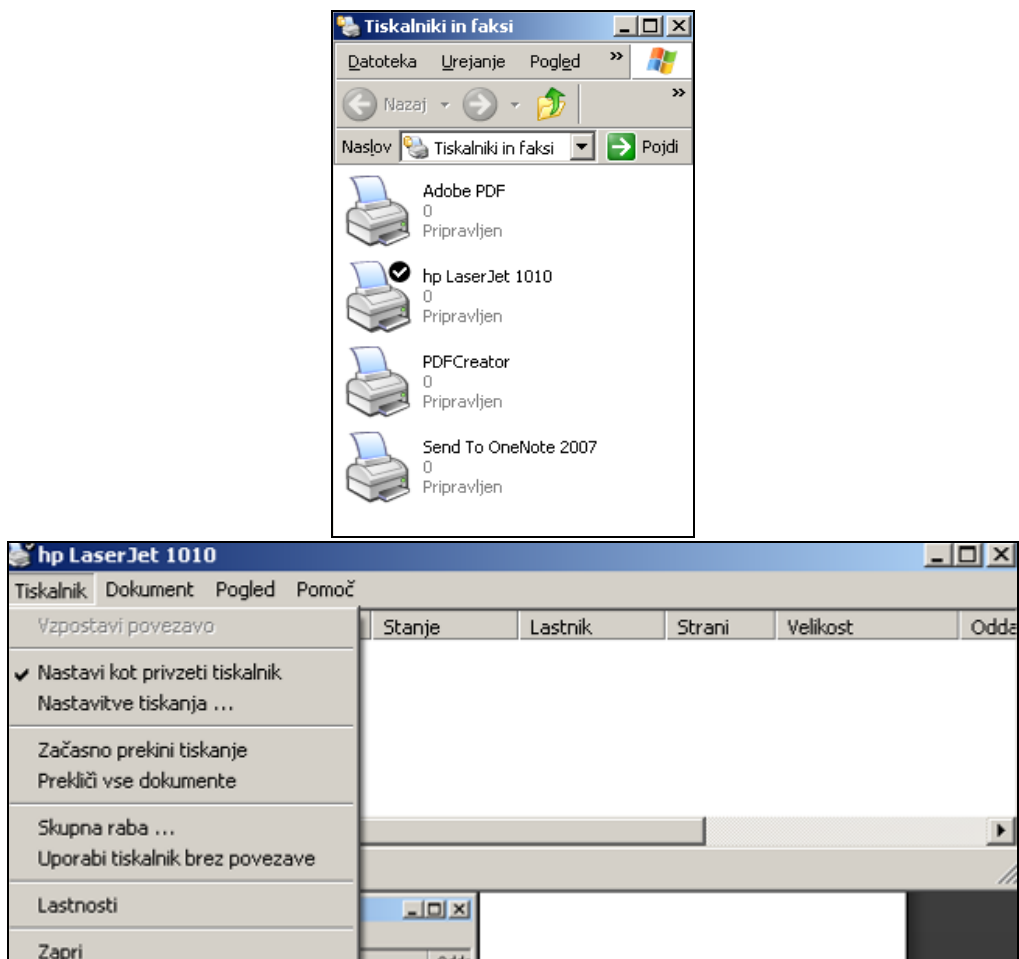 Tiskalniki in faksi
Datoteka Urejanje Pogled »
Nazaj »
Naslov Tiskalniki in faksi Pojdi
Adobe PDF
0
Pripravljen
hp LaserJet 1010
0
Pripravljen
PDFCreator
0
Pripravljen
Send To OneNote 2007
0
Pripravljen
hp LaserJet 1010
Tiskalnik Dokument Pogled Pomoč
Stanje Lastnik Strani Velikost Odda
Vzpostavi povezavo
Nastavi kot privzeti tiskalnik
Nastavitve tiskanja ...
Začasno prekini tiskanje
Prekliči vse dokumente
Skupna raba ...
Uporabi tiskalnik brez povezave
Lastnosti
Zapri